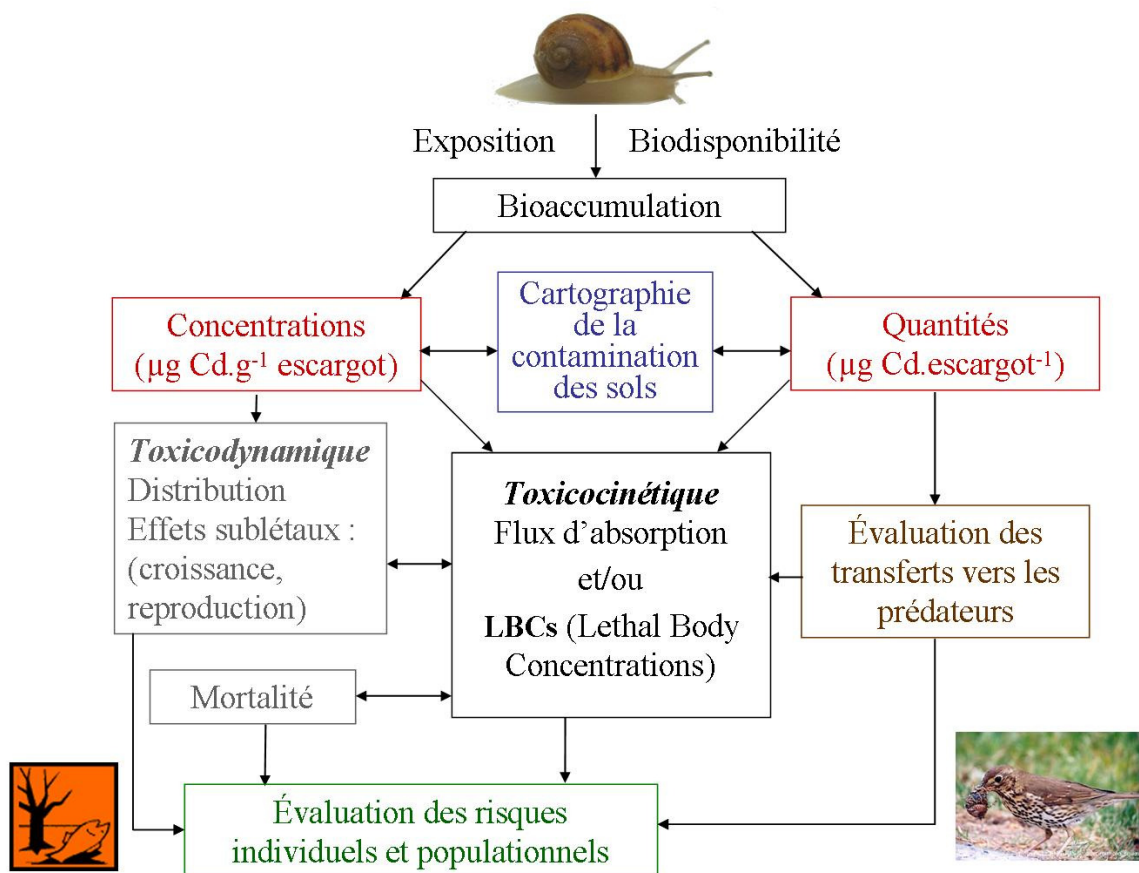 Exposition
Biodisponibilité
Bioaccumulation
Concentrations
(µg Cd.g-1 escargot)
Cartographie
de la
contamination
des sols
Quantités
(µg Cd.escargot-1)
Toxicodynamique
Distribution
Effets sublétaux :
(croissance,
reproduction)
Toxicocinétique
Flux d’absorption
et/ou
LBCs (Lethal Body
Concentrations)
Évaluation des
transferts vers les
prédateurs
Mortalité
Évaluation des risques
individuels et populationnels